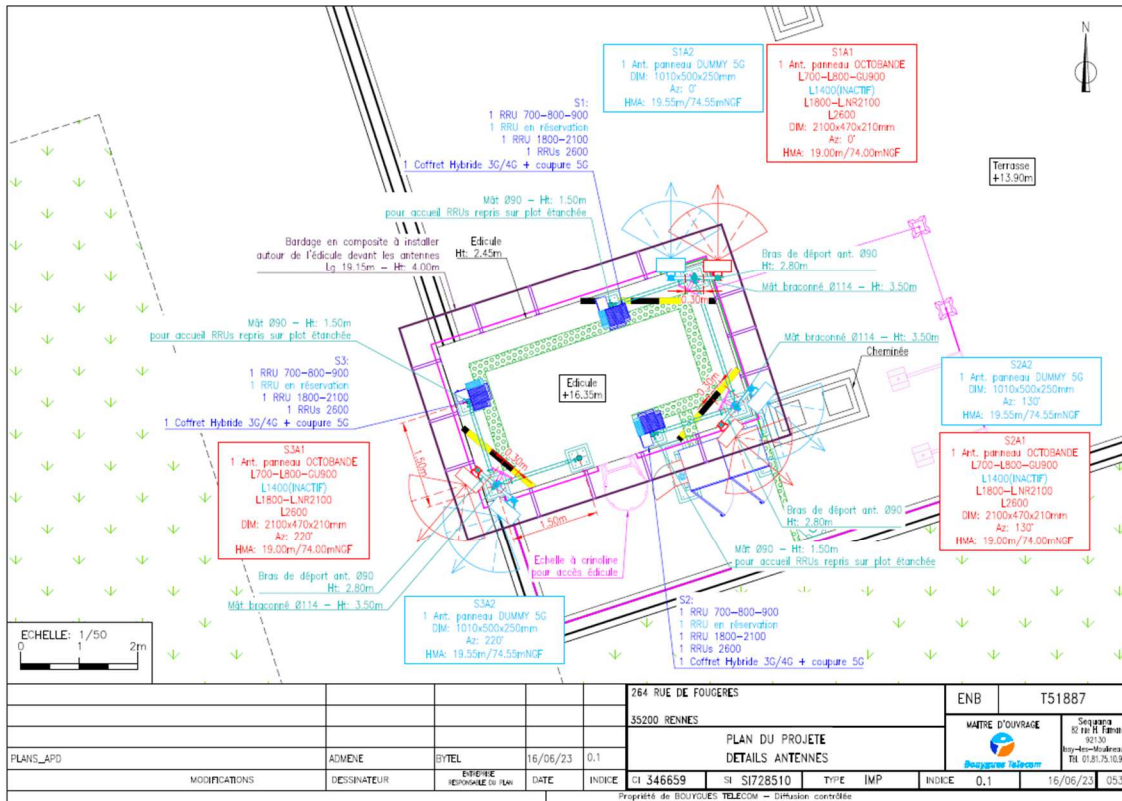 S1A2
1 Ant. panneau DUMMY 5G
DIM: 1010x500x250mm
Az: 0°
HMA: 19.55m/74.55mNGF
S1A1
1 Ant. panneau OCTOBANDE
L700-L800-GU900
L1400(INACTIF)
L1800-L.NR2100
L2600
DIM: 2100x470x210mm
Az: 0°
HMA: 19.00m/74.00mNGF
N
S1:
1 RRU 700-800-900
1 RRU en réservation
1 RRU 1800-2100
1 RRUs 2600
1 Coffret Hybride 3G/4G + coupure 5G
Terrasse
+13.90m
Mât Ø90 - Ht: 1.50m
pour accueil RRUs repris sur plot étanchée
Bardage en composite à installer
autour de l'édicule devant les antennes
Lg 19.15m - Ht: 4.00m
Edicule
Ht: 2.45m
Bras de déport ant. Ø90
Ht: 2.80m
Mât braconné Ø114 - Ht: 3.50m
0.30m
Mât Ø90 - Ht: 1.50m
pour accueil RRUs repris sur plot étanchée
Mât braconné Ø114 - Ht: 3.50m
Cheminée
S3:
1 RRU 700-800-900
1 RRU en réservation
1 RRU 1800-2100
1 RRUs 2600
1 Coffret Hybride 3G/4G + coupure 5G
Edicule
+16.35m
0.30m
S2A2
1 Ant. panneau DUMMY 5G
DIM: 1010x500x250mm
Az: 130°
HMA: 19.55m/74.55mNGF
S3A1
1 Ant. panneau OCTOBANDE
L700-L800-GU900
L1400(INACTIF)
L1800-L.NR2100
L2600
DIM: 2100x470x210mm
Az: 220°
HMA: 19.00m/74.00mNGF
1.50m
0.30m
1.50m
S2A1
1 Ant. panneau OCTOBANDE
L700-L800-GU900
L1400(INACTIF)
L1800-L.NR2100
L2600
DIM: 2100x470x210mm
Az: 130°
HMA: 19.00m/74.00mNGF
Bras de déport ant. Ø90
Ht: 2.80m
Mât Ø90 - Ht: 1.50m
pour accueil RRUs repris sur plot étanchée
Echelle à crinoline
pour accès édicule
Bras de déport ant. Ø90
Ht: 2.80m
Mât braconné Ø114 - Ht: 3.50m
S3A2
1 Ant. panneau DUMMY 5G
DIM: 1010x500x250mm
Az: 220°
HMA: 19.55m/74.55mNGF
S2:
1 RRU 700-800-900
1 RRU en réservation
1 RRU 1800-2100
1 RRUs 2600
1 Coffret Hybride 3G/4G + coupure 5G
ECHELLE: 1/50
0 1 2m
264 RUE DE FOUGERES
35200 RENNES
ENB T51887
PLAN DU PROJETE
DETAILS ANTENNES
MAITRE D'OUVRAGE
Bouygues Telecom
Sequana
92130
PLANS_APD ADMENE BYTEL 16/06/23 0.1
MODIFICATIONS DESSINATEUR ENTREPRISE RESPONSABLE DU PLAN DATE INDICE
CI 346659 SI SI728510 TYPE IMP INDICE 0.1 16/06/23
Propriété de BOUYGUES TELECOM - Diffusion contrôlée